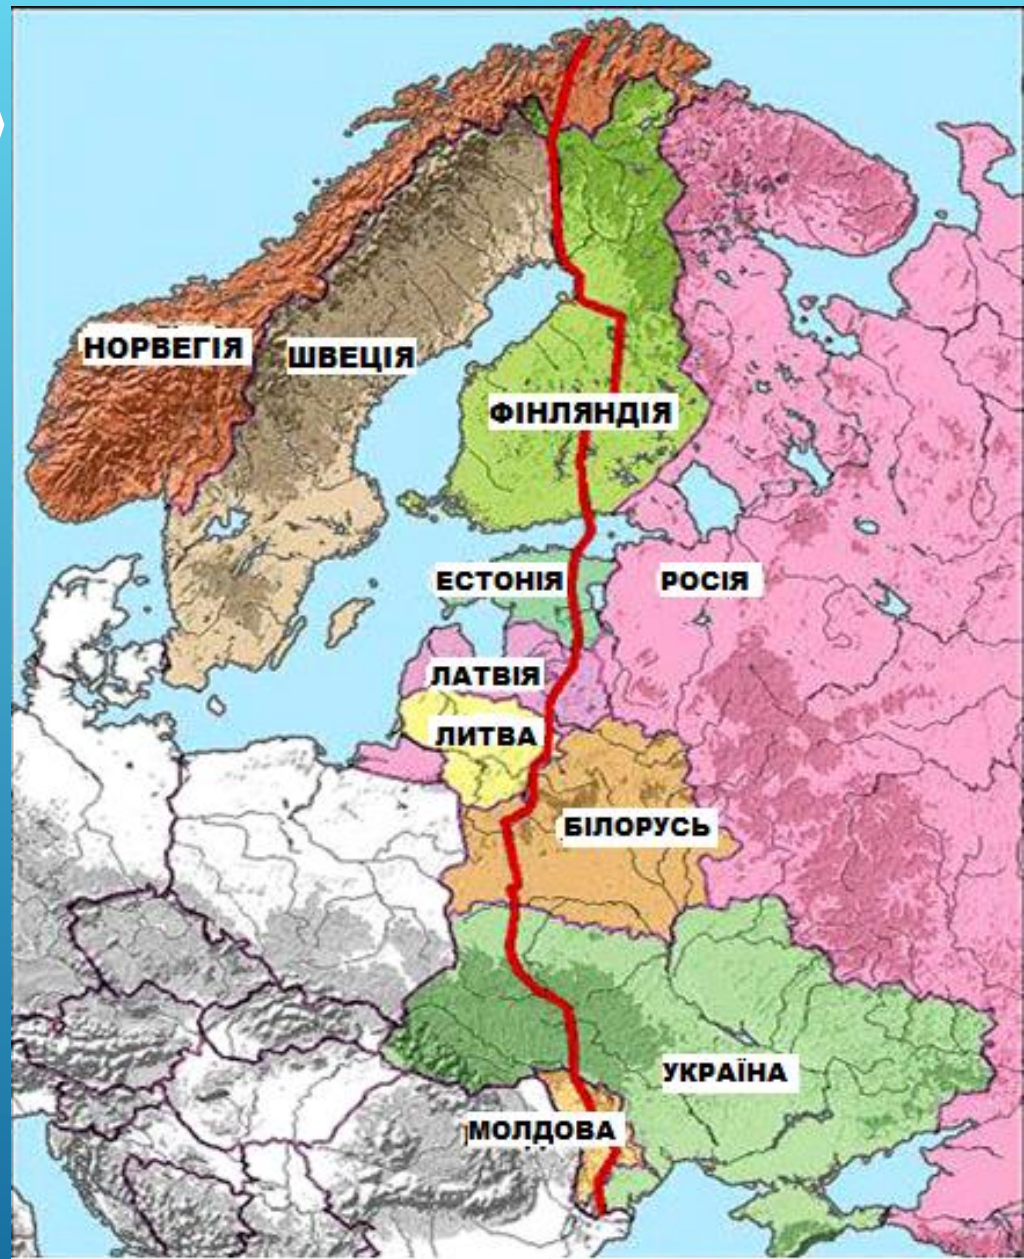 НОРВЕГІЯ
ШВЕЦІЯ
ФІНЛЯНДІЯ
ЕСТОНІЯ
РОСІЯ
ЛАТВІЯ
ЛИТВА
БІЛОРУСЬ
УКРАЇНА
МОЛДОВА